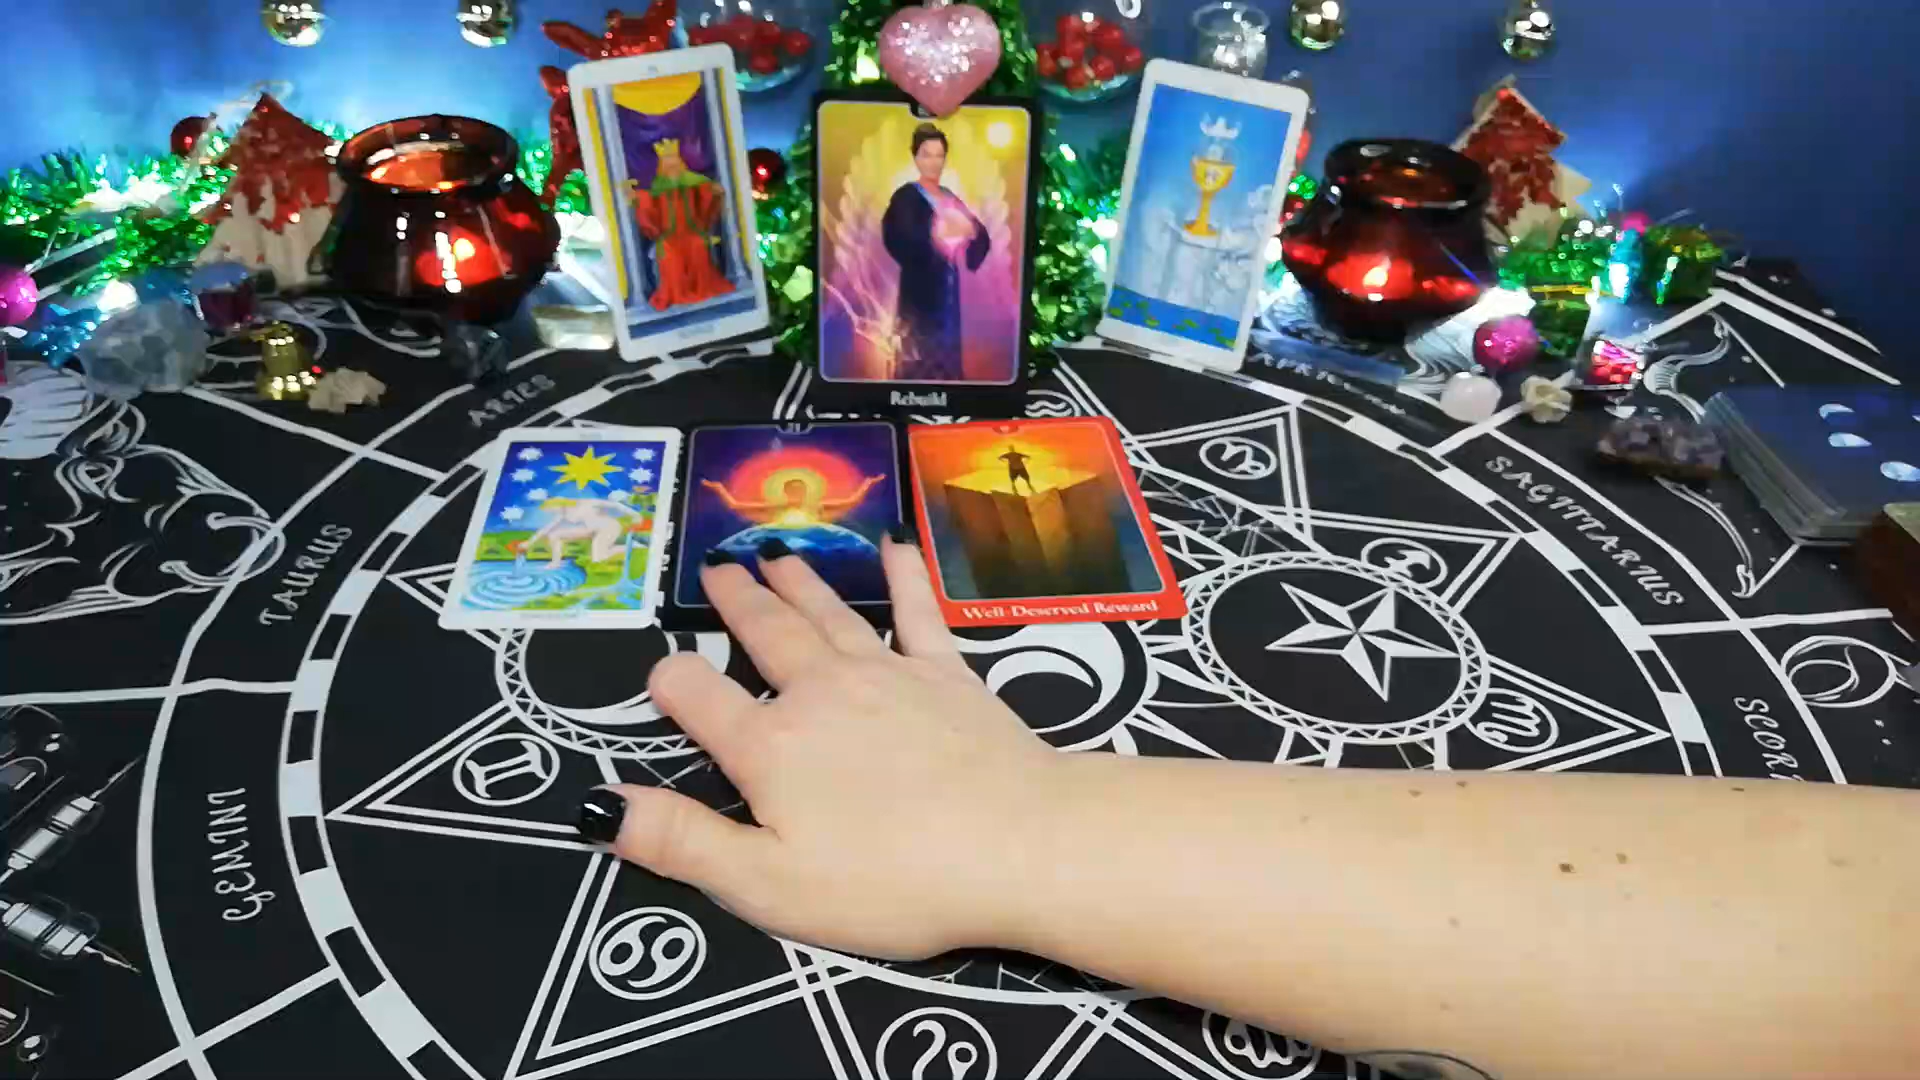 Rebuild
ARIES
TAURUS
SAGITTARIUS
Well-Deserved Reward
GEMINI